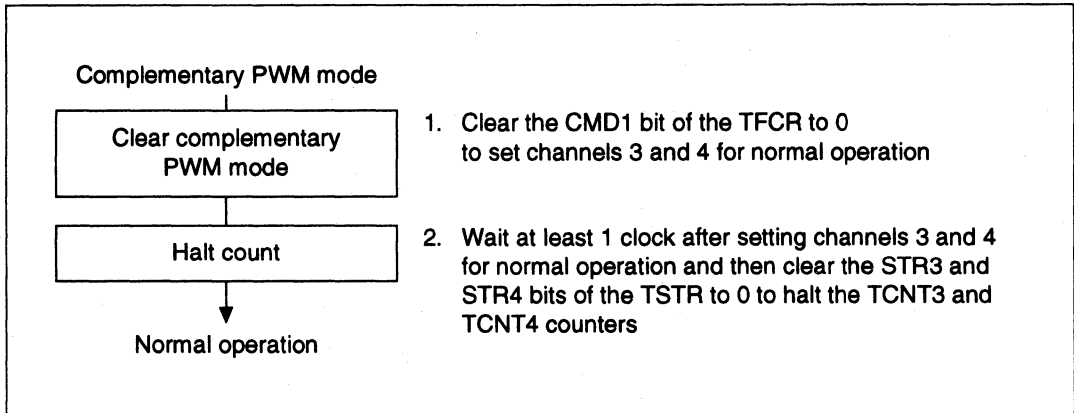 Complementary PWM mode
Clear complementary
PWM mode
1. Clear the CMD1 bit of the TFCR to 0
to set channels 3 and 4 for normal operation
Halt count
2. Wait at least 1 clock after setting channels 3 and 4
for normal operation and then clear the STR3 and
STR4 bits of the TSTR to 0 to halt the TCNT3 and
TCNT4 counters
Normal operation